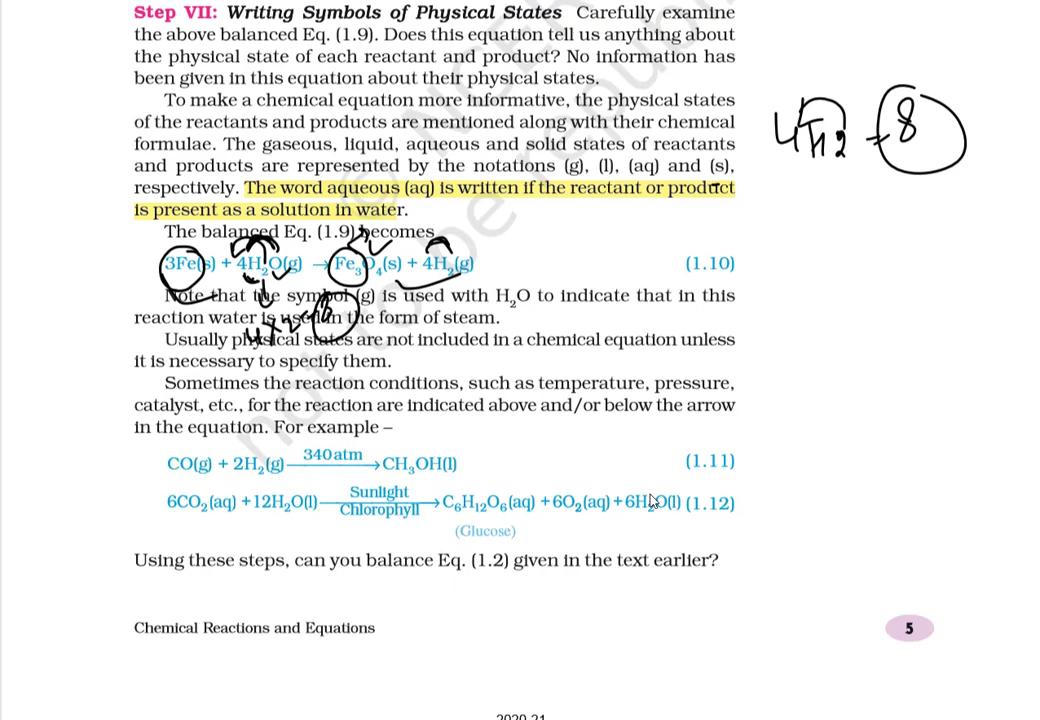 Step VII: Writing Symbols of Physical States Carefully examine
the above balanced Eq. (1.9). Does this equation tell us anything about
the physical state of each reactant and product? No information has
been given in this equation about their physical states.
To make a chemical equation more informative, the physical states
of the reactants and products are mentioned along with their chemical
formulae. The gaseous, liquid, aqueous and solid states of reactants
and products are represented by the notations (g), (l), (aq) and (s),
respectively. The word aqueous (aq) is written if the reactant or product
is present as a solution in water.
The balanced Eq. (1.9) becomes
3Fe(s) + 4H₂O(g) → Fe₃O₄(s) + 4H₂(g) (1.10)
Note that the symbol (g) is used with H₂O to indicate that in this
reaction water is used in the form of steam.
4×2=8
Usually physical states are not included in a chemical equation unless
it is necessary to specify them.
Sometimes the reaction conditions, such as temperature, pressure,
catalyst, etc., for the reaction are indicated above and/or below the arrow
in the equation. For example –
340 atm
CO(g) + 2H₂(g) → CH₃OH(l) (1.11)
Sunlight
6CO₂(aq) + 12H₂O(l) → C₆H₁₂O₆(aq) + 6O₂(aq) + 6H₂O(l) (1.12)
Chlorophyll
(Glucose)
Using these steps, can you balance Eq. (1.2) given in the text earlier?
Chemical Reactions and Equations
5
2020-21
4H2 = 8
not to be republi
© NCER